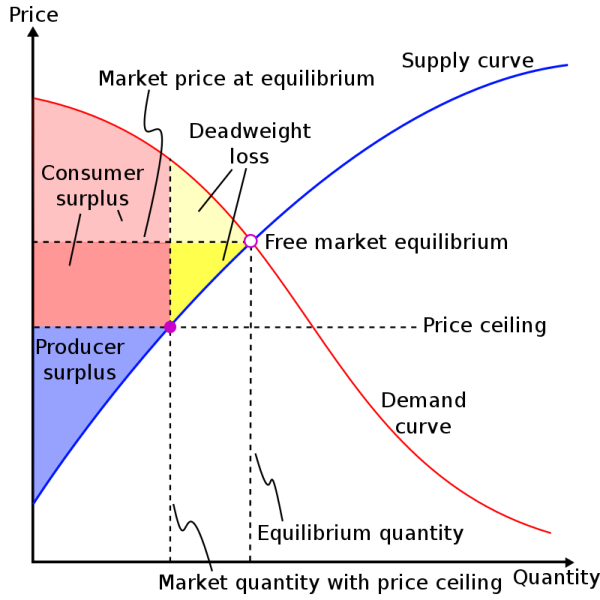 Price
Supply curve
Market price at equilibrium
Deadweight
loss
Consumer
surplus
Free market equilibrium
Price ceiling
Producer
surplus
Demand
curve
Equilibrium quantity
Market quantity with price ceiling
Quantity